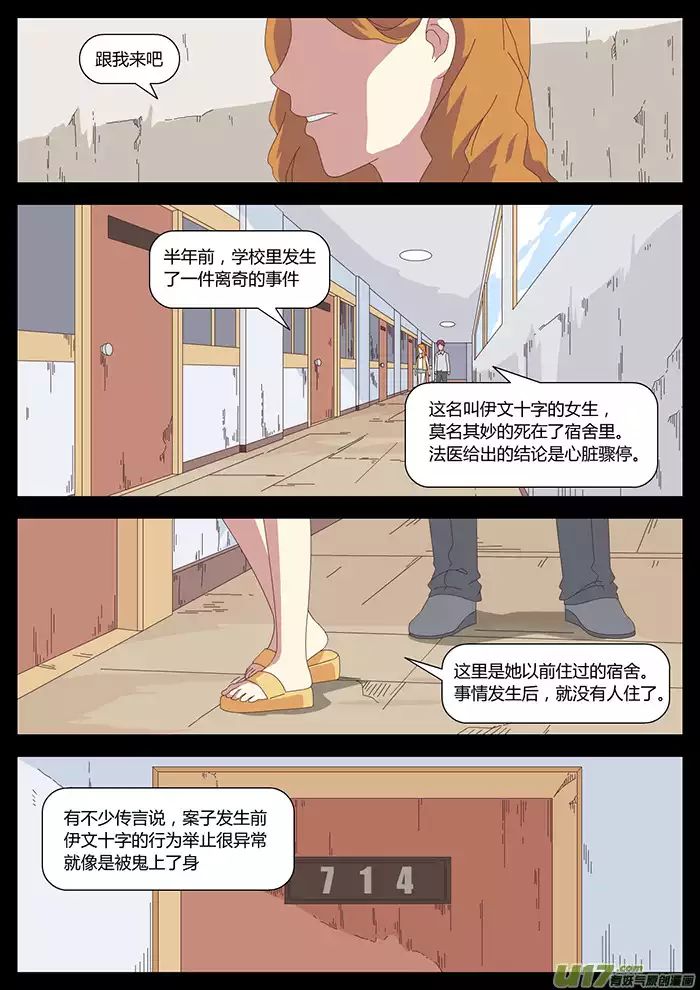 跟我来吧
半年前，学校里发生
了一件离奇的事件
这名叫伊文十字的女生，
莫名其妙的死在了宿舍里。
法医给出的结论是心脏骤停。
这里是她以前住过的宿舍。
事情发生后，就没有人住了。
有不少传言说，案子发生前
伊文十字的行为举止很异常
就像是被鬼上了身
714
U17.com
有妖气原创漫画